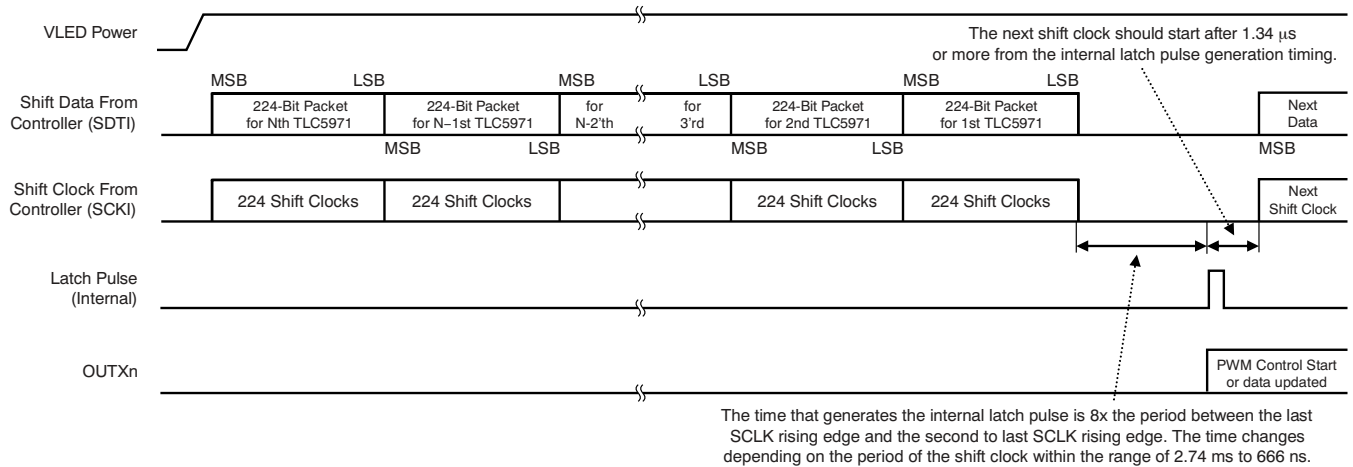 VLED Power
The next shift clock should start after 1.34 μs
or more from the internal latch pulse generation timing.
MSB LSB MSB LSB MSB LSB
Shift Data From
Controller (SDTI)
224-Bit Packet
for Nth TLC5971
224-Bit Packet
for N−1st TLC5971
for
N-2'th
for
3'rd
224-Bit Packet
for 2nd TLC5971
224-Bit Packet
for 1st TLC5971
Next
Data
MSB LSB MSB LSB MSB
Shift Clock From
Controller (SCKI)
224 Shift Clocks
224 Shift Clocks
224 Shift Clocks
224 Shift Clocks
Next
Shift Clock
Latch Pulse
(Internal)
OUTXn
PWM Control Start
or data updated
The time that generates the internal latch pulse is 8x the period between the last
SCLK rising edge and the second to last SCLK rising edge. The time changes
depending on the period of the shift clock within the range of 2.74 ms to 666 ns.